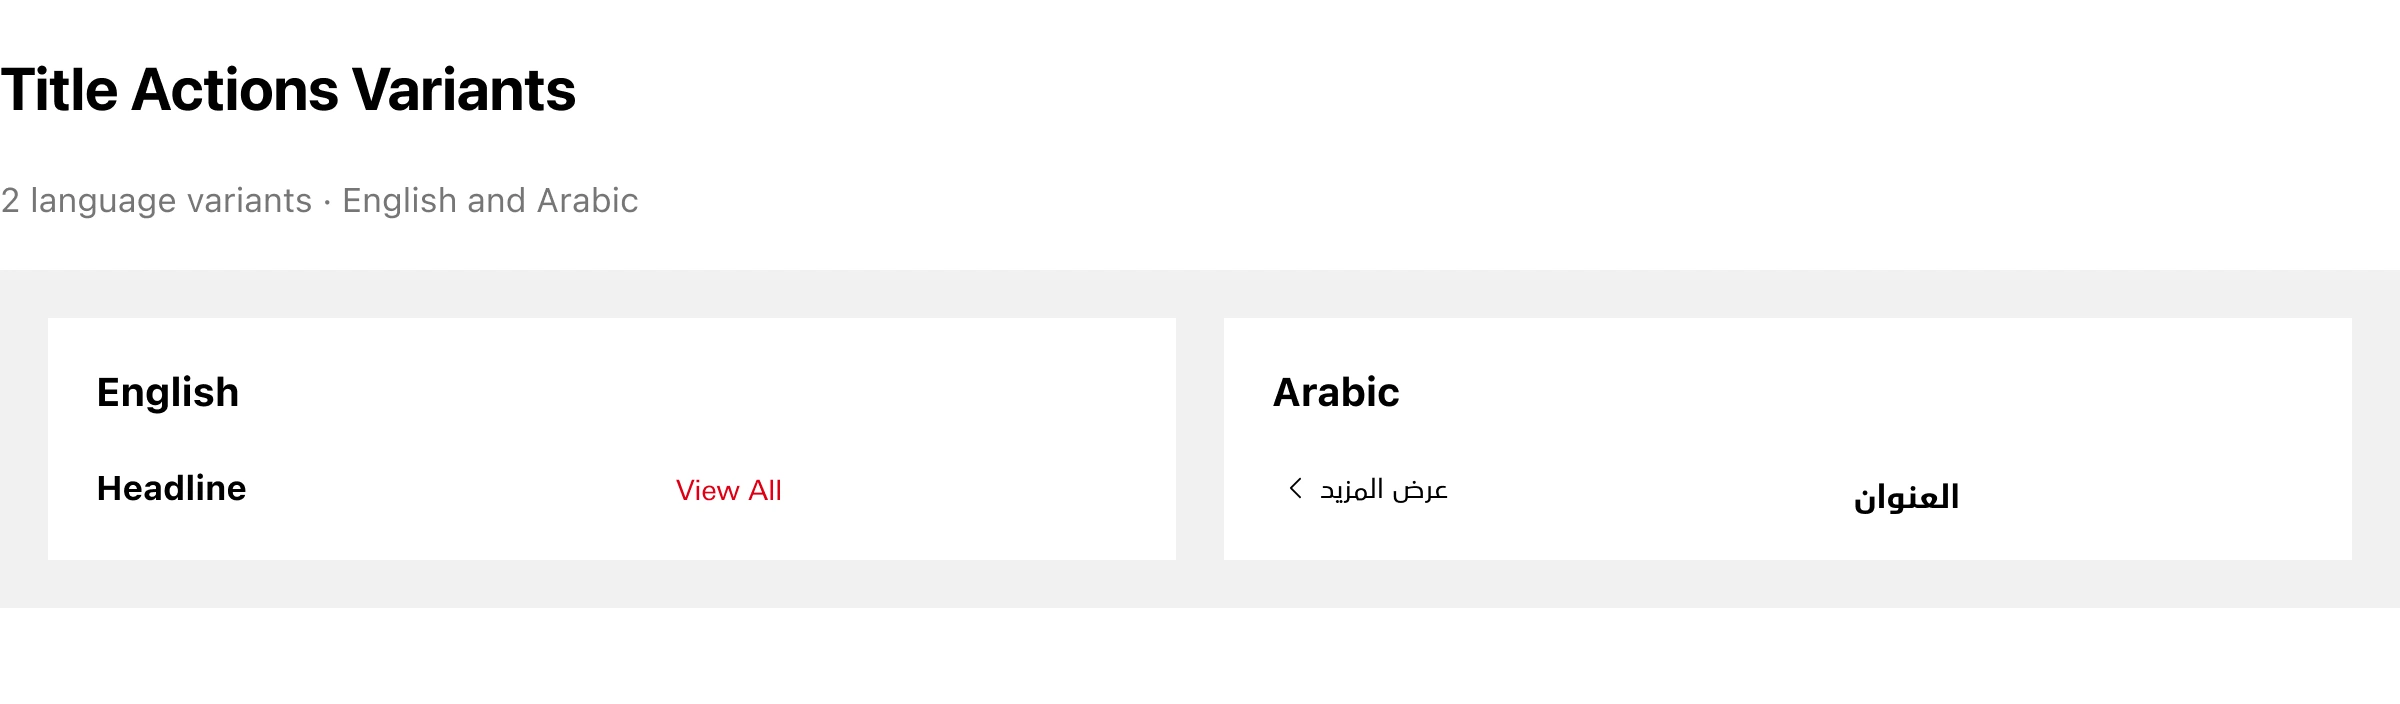 Title Actions Variants
2 language variants · English and Arabic
English
Headline
View All
Arabic
العنوان
عرض المزيد